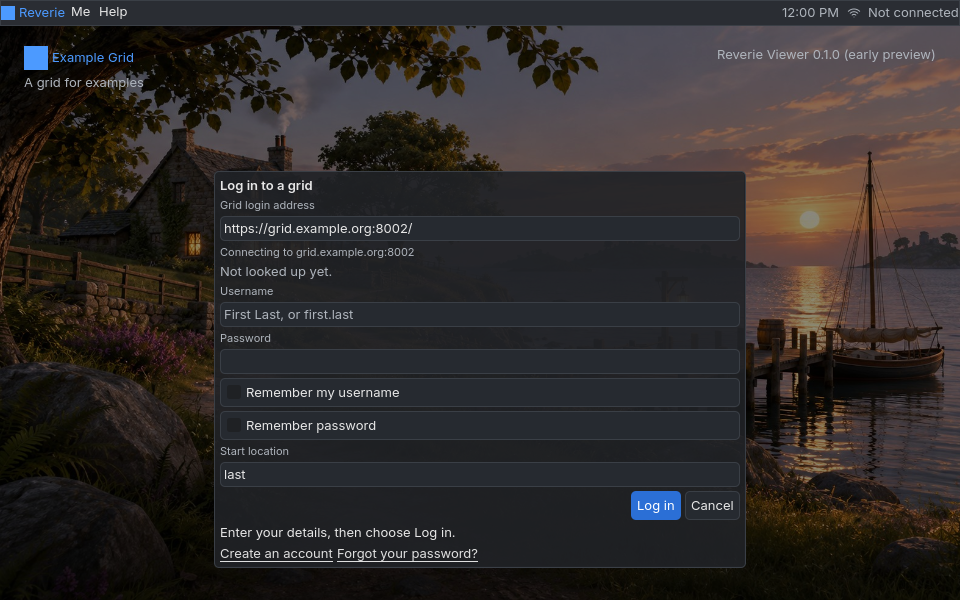 Reverie Me Help 12:00 PM Not connected
Example Grid
A grid for examples
Reverie Viewer 0.1.0 (early preview)
Log in to a grid
Grid login address
https://grid.example.org:8002/
Connecting to grid.example.org:8002
Not looked up yet.
Username
First Last, or first.last
Password
Remember my username
Remember password
Start location
last
Log in Cancel
Enter your details, then choose Log in.
Create an account Forgot your password?